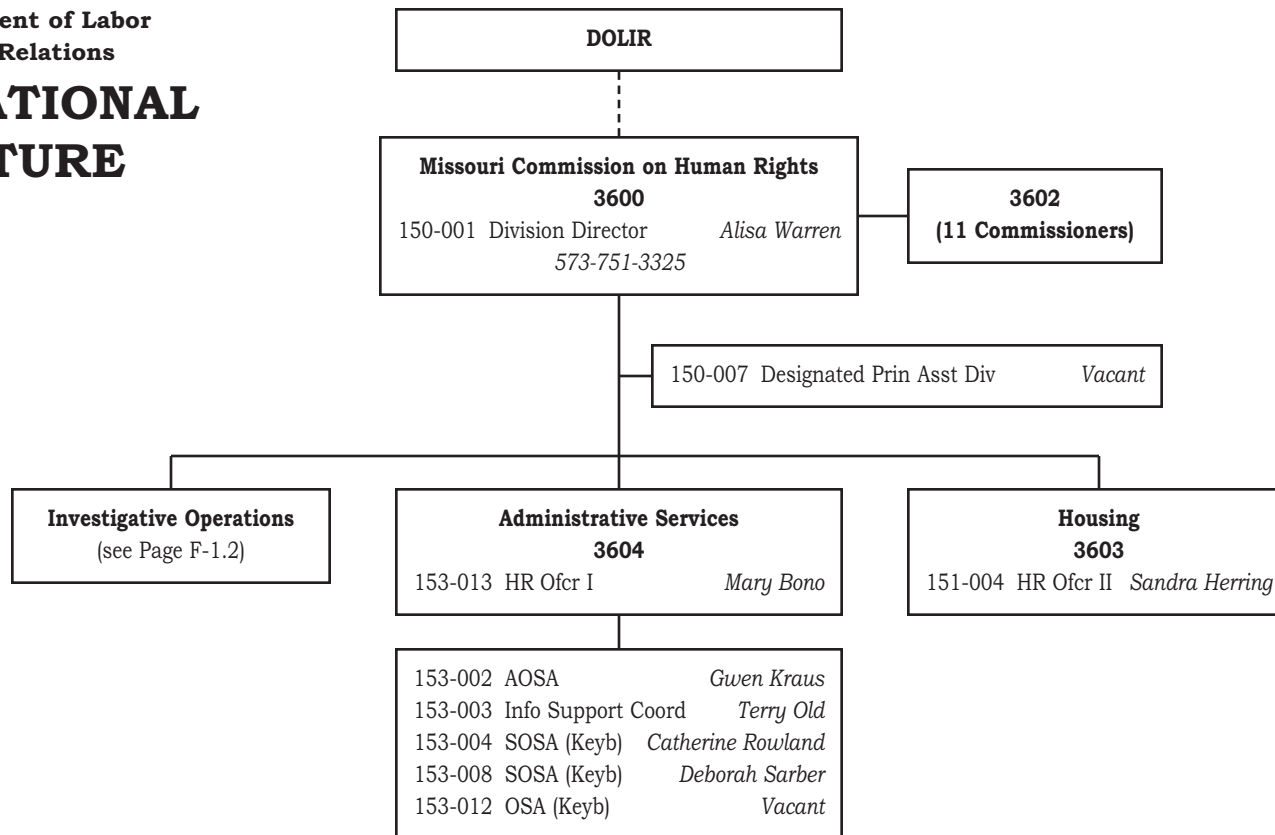 ent of Labor
Relations
ATIONAL
TURE
DOLIR
Missouri Commission on Human Rights
3600
150-001 Division Director Alisa Warren
573-751-3325
3602
(11 Commissioners)
150-007 Designated Prin Asst Div Vacant
Investigative Operations
(see Page F-1.2)
Administrative Services
3604
153-013 HR Ofcr I Mary Bono
Housing
3603
151-004 HR Ofcr II Sandra Herring
153-002 AOSA Gwen Kraus
153-003 Info Support Coord Terry Old
153-004 SOSA (Keyb) Catherine Rowland
153-008 SOSA (Keyb) Deborah Sarber
153-012 OSA (Keyb) Vacant